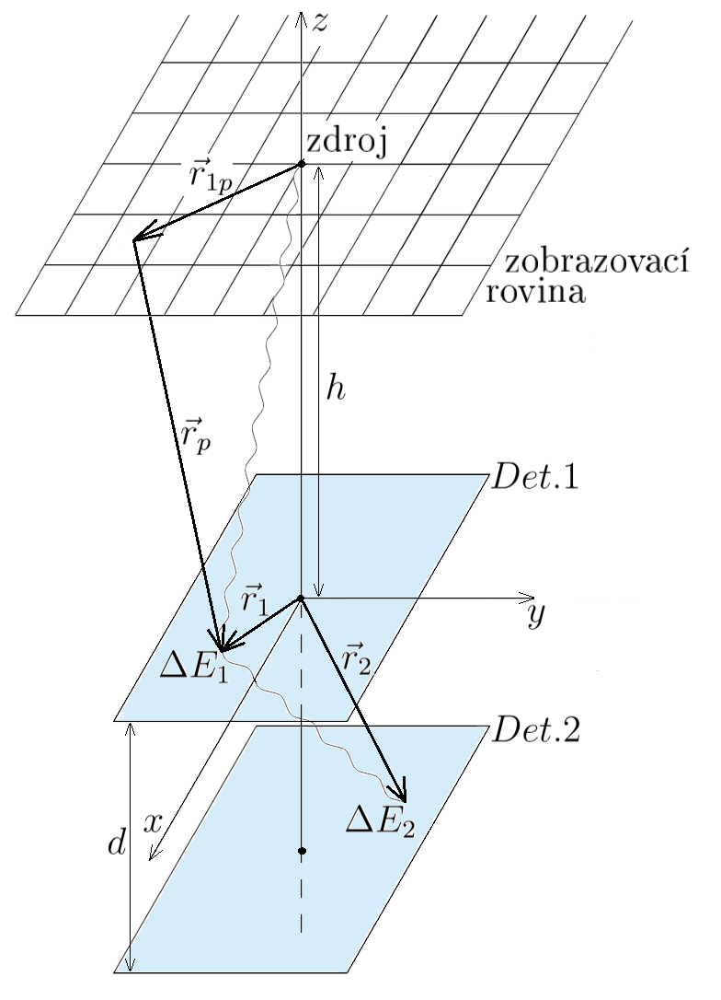 z
zdroj
r⃗₁ₚ
zobrazovací
rovina
h
r⃗ₚ
Det.1
r⃗₁
y
ΔE₁
r⃗₂
Det.2
x
ΔE₂
d